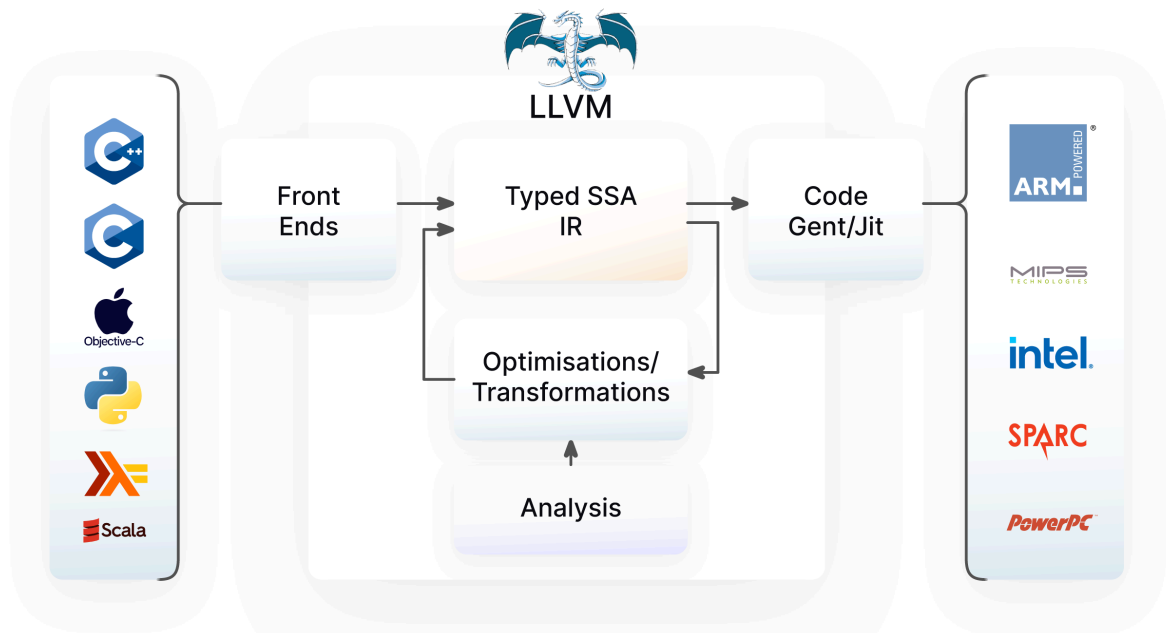 LLVM
C++
C
Objective-C
Scala
Front
Ends
Typed SSA
IR
Code
Gent/Jit
Optimisations/
Transformations
Analysis
ARM POWERED ®
MIPS
TECHNOLOGIES
intel®
SPARC
PowerPC™